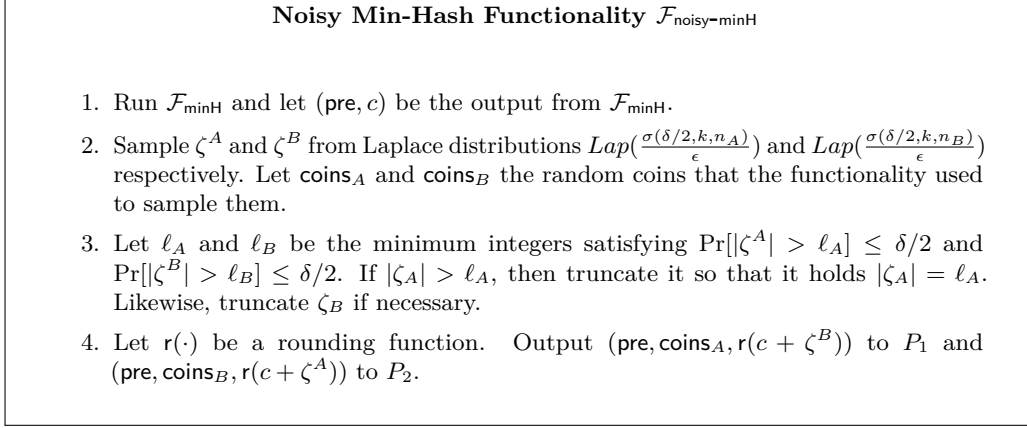 Noisy Min-Hash Functionality 𝓕noisy-minH
1. Run 𝓕minH and let (pre, c) be the output from 𝓕minH.
2. Sample ζ^A and ζ^B from Laplace distributions Lap(σ(δ/2,k,n_A)/ϵ) and Lap(σ(δ/2,k,n_B)/ϵ)
respectively. Let coins_A and coins_B the random coins that the functionality used
to sample them.
3. Let ℓ_A and ℓ_B be the minimum integers satisfying Pr[|ζ^A| > ℓ_A] ≤ δ/2 and
Pr[|ζ^B| > ℓ_B] ≤ δ/2. If |ζ_A| > ℓ_A, then truncate it so that it holds |ζ_A| = ℓ_A.
Likewise, truncate ζ_B if necessary.
4. Let r(·) be a rounding function. Output (pre, coins_A, r(c + ζ^B)) to P_1 and
(pre, coins_B, r(c + ζ^A)) to P_2.